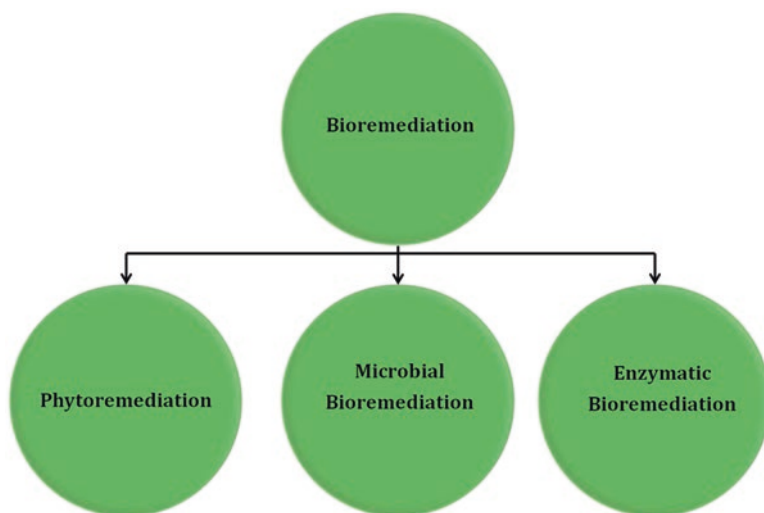 Bioremediation
Phytoremediation
Microbial
Bioremediation
Enzymatic
Bioremediation